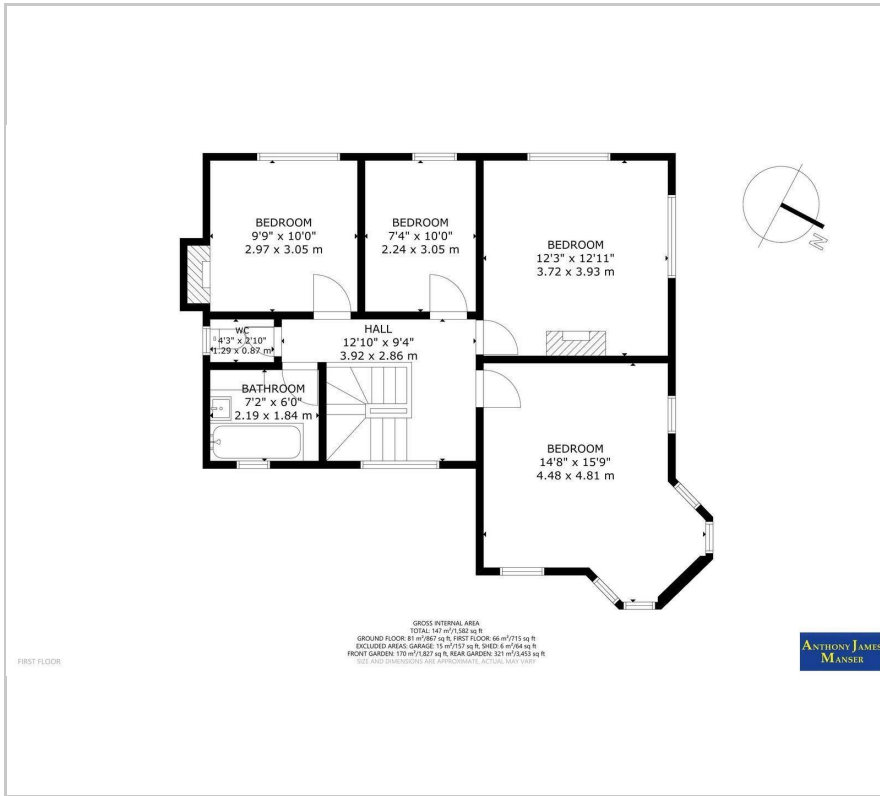 BEDROOM
9'9" x 10'0"
2.97 x 3.05 m
BEDROOM
7'4" x 10'0"
2.24 x 3.05 m
BEDROOM
12'3" x 12'11"
3.72 x 3.93 m
WC
4'3" x 2'10"
1.29 x 0.87 m
HALL
12'10" x 9'4"
3.92 x 2.86 m
BATHROOM
7'2" x 6'0"
2.19 x 1.84 m
BEDROOM
14'8" x 15'9"
4.48 x 4.81 m
N
GROSS INTERNAL AREA
TOTAL: 147 m²/1,582 sq ft
GROUND FLOOR: 81 m²/867 sq ft, FIRST FLOOR: 66 m²/715 sq ft
EXCLUDED AREAS: GARAGE: 15 m²/157 sq ft, SHED: 6 m²/64 sq ft
FRONT GARDEN: 170 m²/1,827 sq ft, REAR GARDEN: 321 m²/3,453 sq ft
SIZE AND DIMENSIONS ARE APPROXIMATE, ACTUAL MAY VARY
FIRST FLOOR
ANTHONY JAMES
MANSER